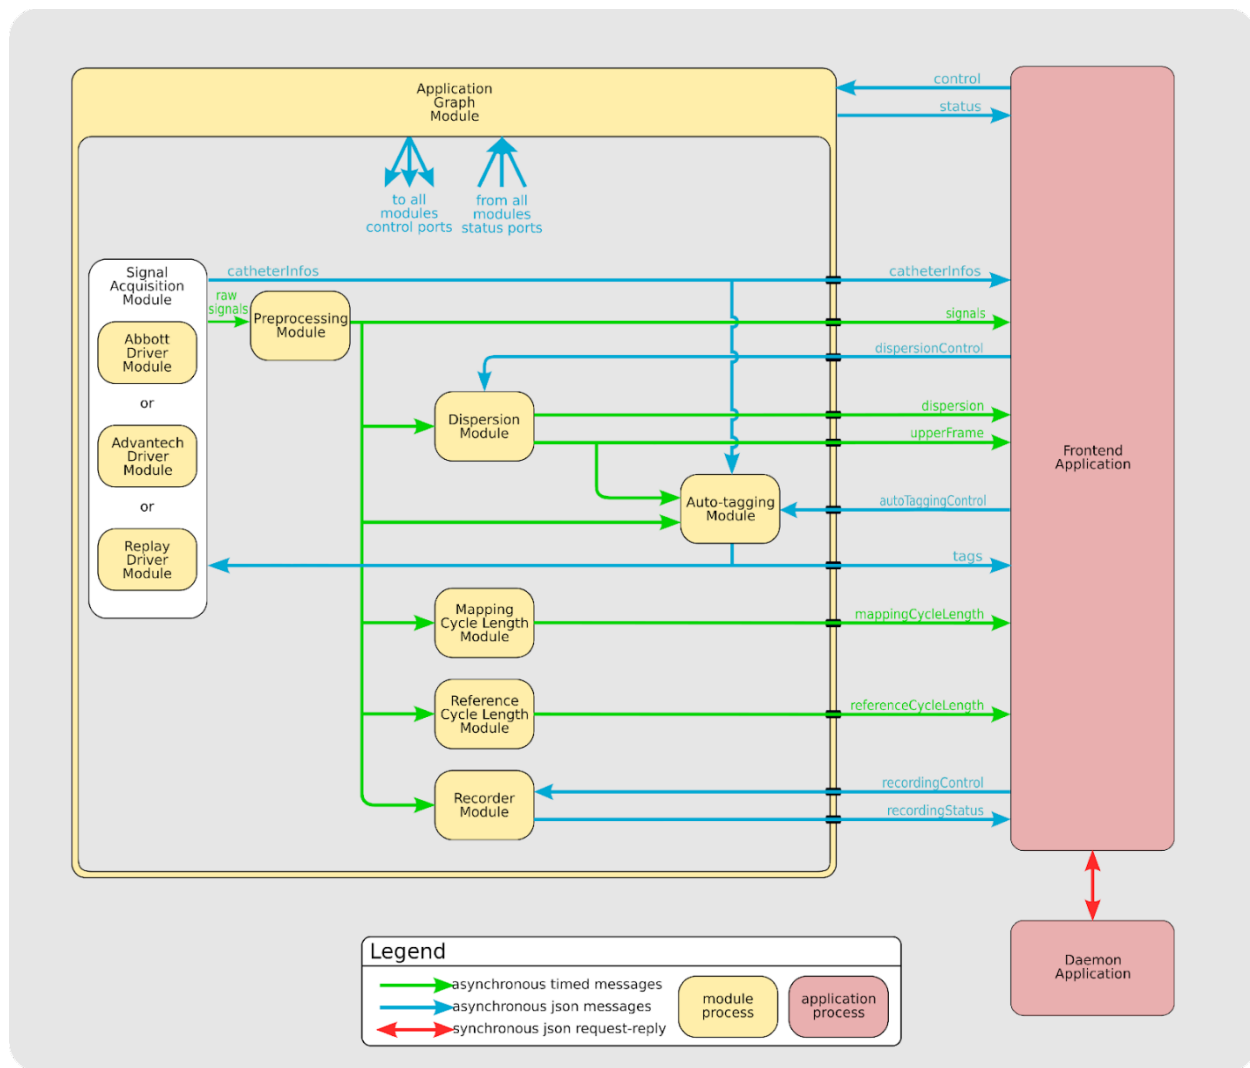 Application
Graph
Module
control
status
to all
modules
control ports
from all
modules
status ports
Signal
Acquisition
Module
catheterInfos
catheterInfos
raw
signals
Preprocessing
Module
signals
Abbott
Driver
Module
dispersionControl
or
Dispersion
Module
dispersion
upperFrame
Advantech
Driver
Module
Frontend
Application
or
Auto-tagging
Module
autoTaggingControl
Replay
Driver
Module
tags
Mapping
Cycle Length
Module
mappingCycleLength
Reference
Cycle Length
Module
referenceCycleLength
Recorder
Module
recordingControl
recordingStatus
Daemon
Application
Legend
asynchronous timed messages
asynchronous json messages
synchronous json request-reply
module
process
application
process